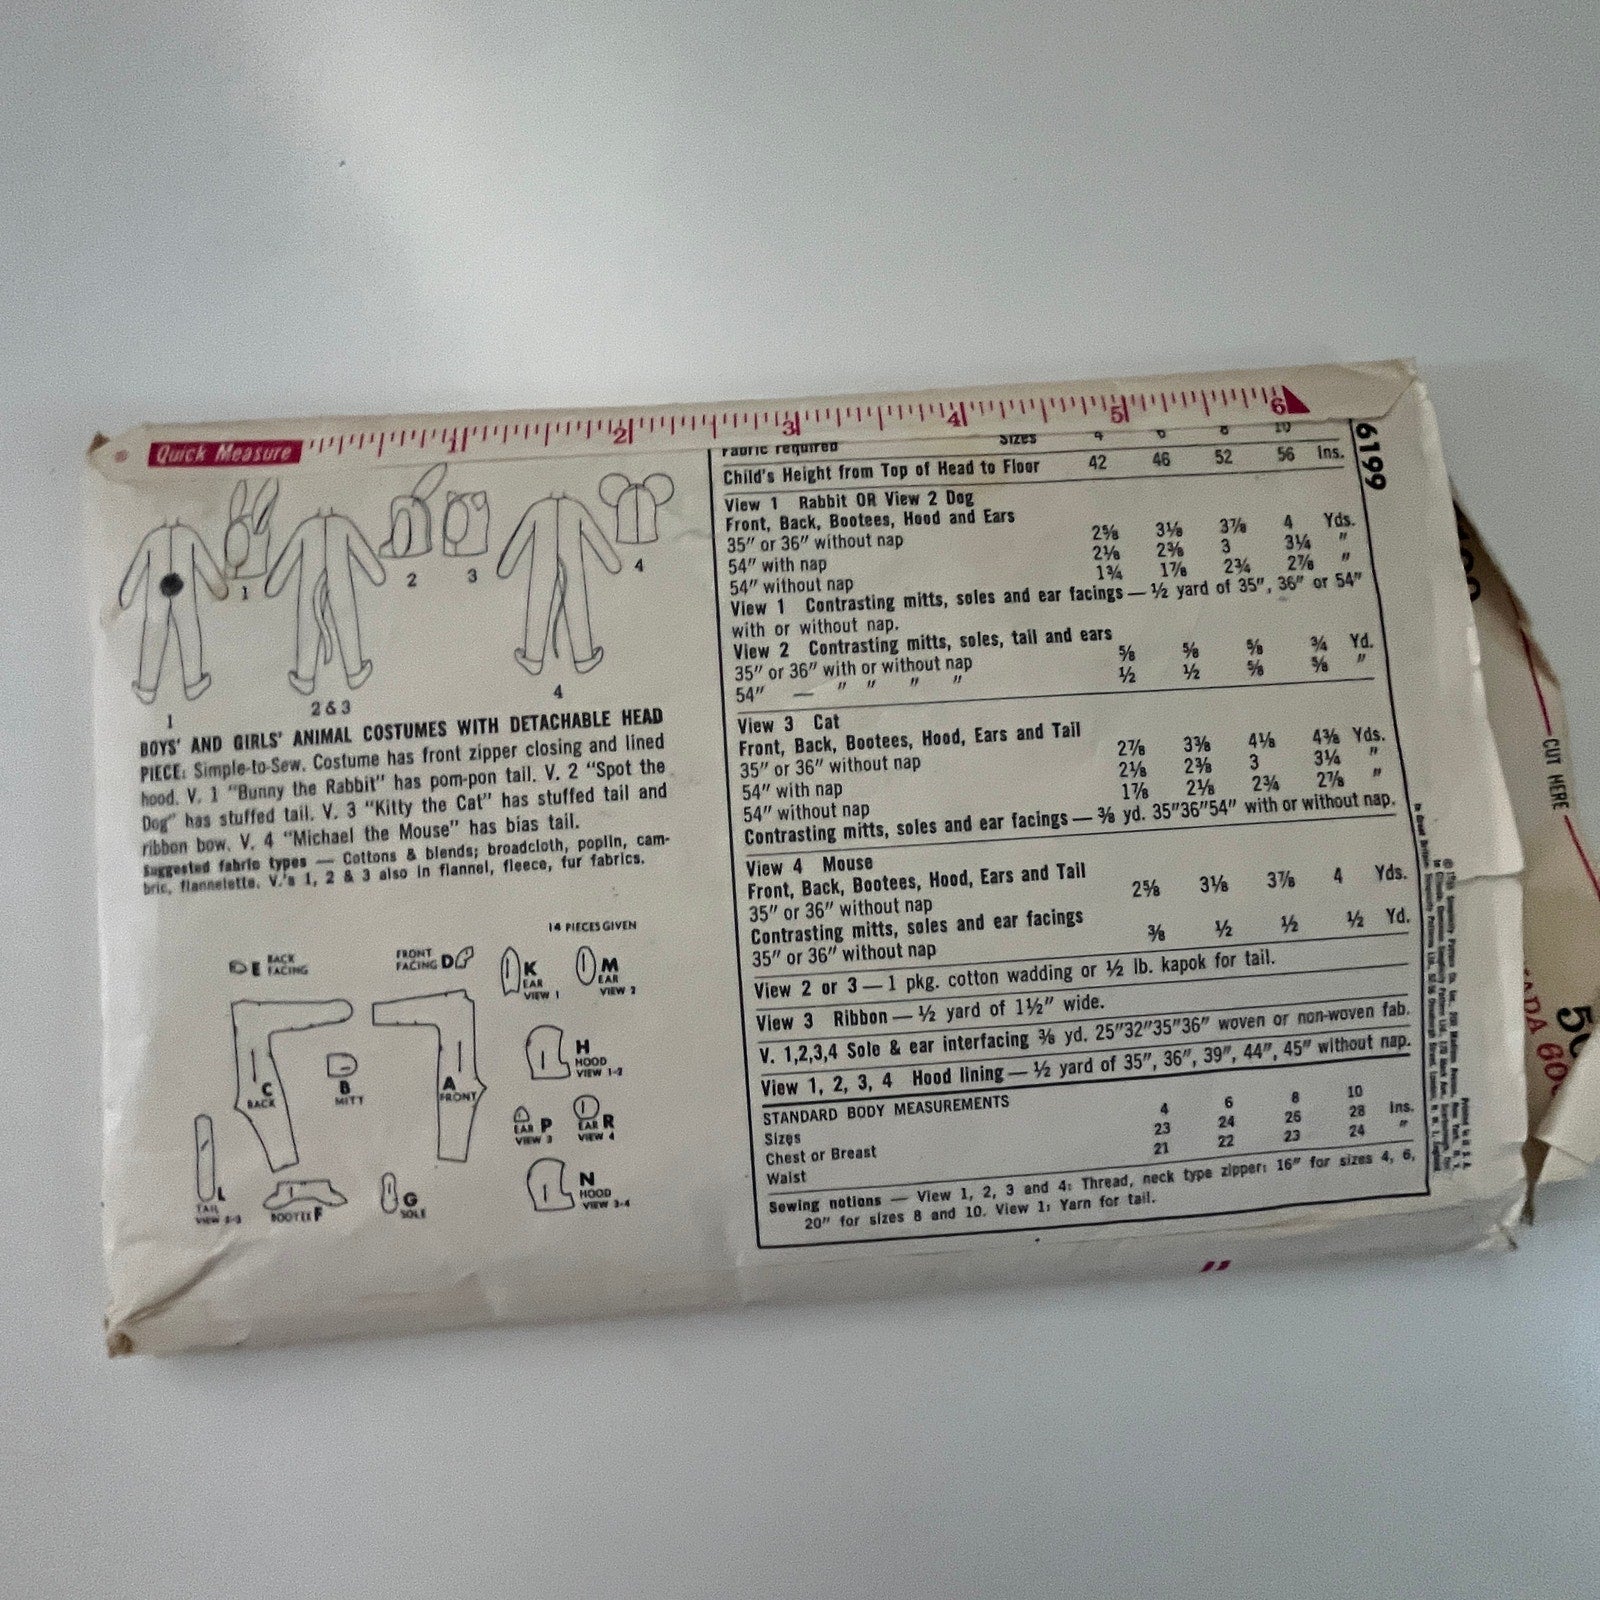 Quick Measure
1 2 3 4 5 6
6199
1 2 3 4
1 2 & 3 4
BOYS' AND GIRLS' ANIMAL COSTUMES WITH DETACHABLE HEAD
PIECE: Simple-to-Sew. Costume has front zipper closing and lined
hood. V. 1 "Bunny the Rabbit" has pom-pon tail. V. 2 "Spot the
Dog" has stuffed tail. V. 3 "Kitty the Cat" has stuffed tail and
ribbon bow. V. 4 "Michael the Mouse" has bias tail.
Suggested fabric types — Cottons & blends; broadcloth, poplin, cam-
bric, flannelette. V.'s 1, 2 & 3 also in flannel, fleece, fur fabrics.
14 PIECES GIVEN
E BACK
FACING
FRONT
FACING D
K
EAR
VIEW 1
M
EAR
VIEW 2
C
BACK
B
MITT
A
FRONT
H
HOOD
VIEW 1-2
EAR P
VIEW 3
EAR R
VIEW 4
L
TAIL
VIEW 2-3
BOOTEE F
G
SOLE
N
HOOD
VIEW 3-4
Fabric required Sizes 4 6 8 10
Child's Height from Top of Head to Floor 42 46 52 56 Ins.
View 1 Rabbit OR View 2 Dog
Front, Back, Bootees, Hood and Ears
35" or 36" without nap 2⅝ 3⅛ 3⅞ 4 Yds.
54" with nap 2⅛ 2⅜ 3 3¼ "
54" without nap 1¾ 1⅞ 2¾ 2⅞ "
View 1 Contrasting mitts, soles and ear facings — ½ yard of 35", 36" or 54"
with or without nap.
View 2 Contrasting mitts, soles, tail and ears
35" or 36" with or without nap ⅝ ⅝ ⅝ ¾ Yd.
54" — " " " " ½ ½ ⅝ ⅝ "
View 3 Cat
Front, Back, Bootees, Hood, Ears and Tail
35" or 36" without nap 2⅞ 3⅜ 4⅛ 4⅜ Yds.
54" with nap 2⅛ 2⅜ 3 3¼ "
54" without nap 1⅞ 2⅛ 2¾ 2⅞ "
Contrasting mitts, soles and ear facings — ⅜ yd. 35"36"54" with or without nap.
View 4 Mouse
Front, Back, Bootees, Hood, Ears and Tail
35" or 36" without nap 2⅝ 3⅛ 3⅞ 4 Yds.
Contrasting mitts, soles and ear facings
35" or 36" without nap ⅜ ½ ½ ½ Yd.
View 2 or 3 — 1 pkg. cotton wadding or ½ lb. kapok for tail.
View 3 Ribbon — ½ yard of 1½" wide.
V. 1,2,3,4 Sole & ear interfacing ⅜ yd. 25"32"35"36" woven or non-woven fab.
View 1, 2, 3, 4 Hood lining — ½ yard of 35", 36", 39", 44", 45" without nap.
STANDARD BODY MEASUREMENTS
Sizes 4 6 8 10
Chest or Breast 23 24 26 28 Ins.
Waist 21 22 23 24 "
Sewing notions — View 1, 2, 3 and 4: Thread, neck type zipper: 16" for sizes 4, 6,
20" for sizes 8 and 10. View 1: Yarn for tail.
Printed in U. S. A.
CUT HERE